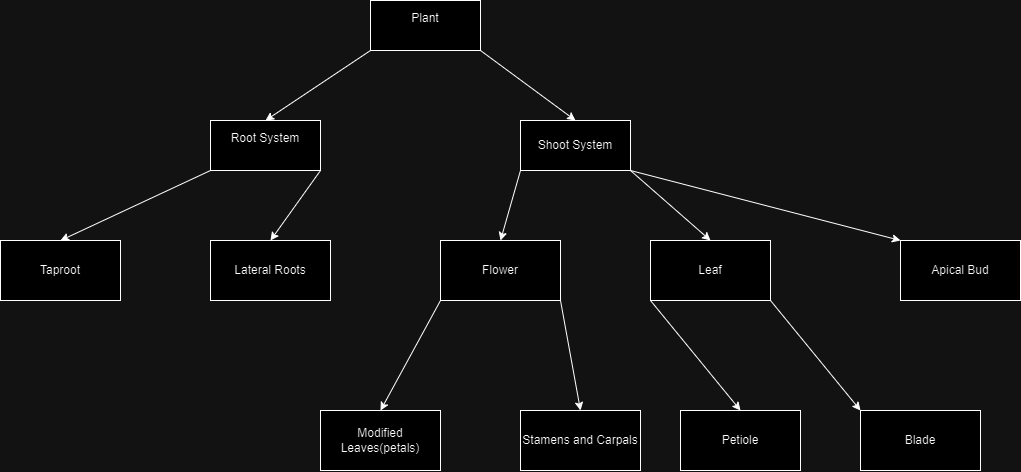 Plant
Root System
Shoot System
Taproot
Lateral Roots
Flower
Leaf
Apical Bud
Modified
Leaves(petals)
Stamens and Carpals
Petiole
Blade